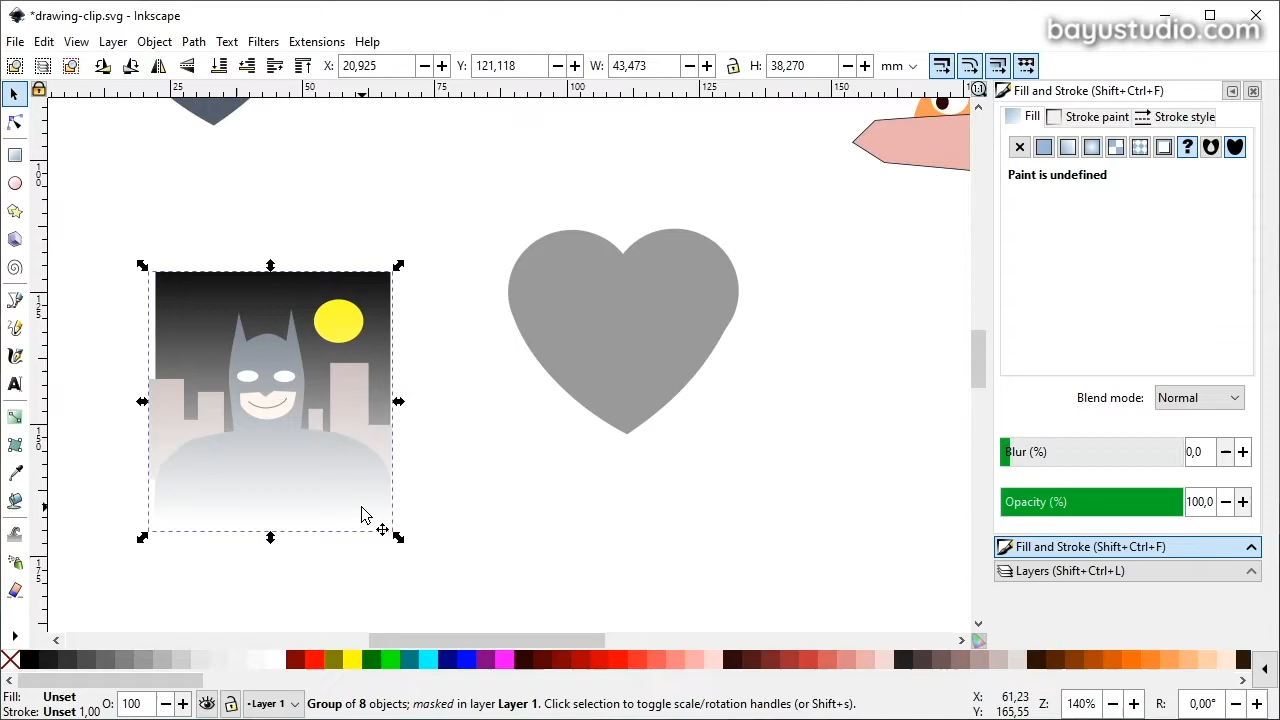 *drawing-clip.svg - Inkscape
bayustudio.com
File Edit View Layer Object Path Text Filters Extensions Help
X: 20,925 Y: 121,118 W: 43,473 H: 38,270 mm
25 50 75 100 125 150
Fill and Stroke (Shift+Ctrl+F)
Fill Stroke paint Stroke style
?
Paint is undefined
100
125
150
175
Blend mode: Normal
Blur (%) 0,0
Opacity (%) 100,0
Fill and Stroke (Shift+Ctrl+F)
Layers (Shift+Ctrl+L)
Fill: Unset
Stroke: Unset 1,00
O: 100
Layer 1
Group of 8 objects; masked in layer Layer 1. Click selection to toggle scale/rotation handles (or Shift+s).
X: 61,23
Y: 165,55
Z: 140%
R: 0,00°